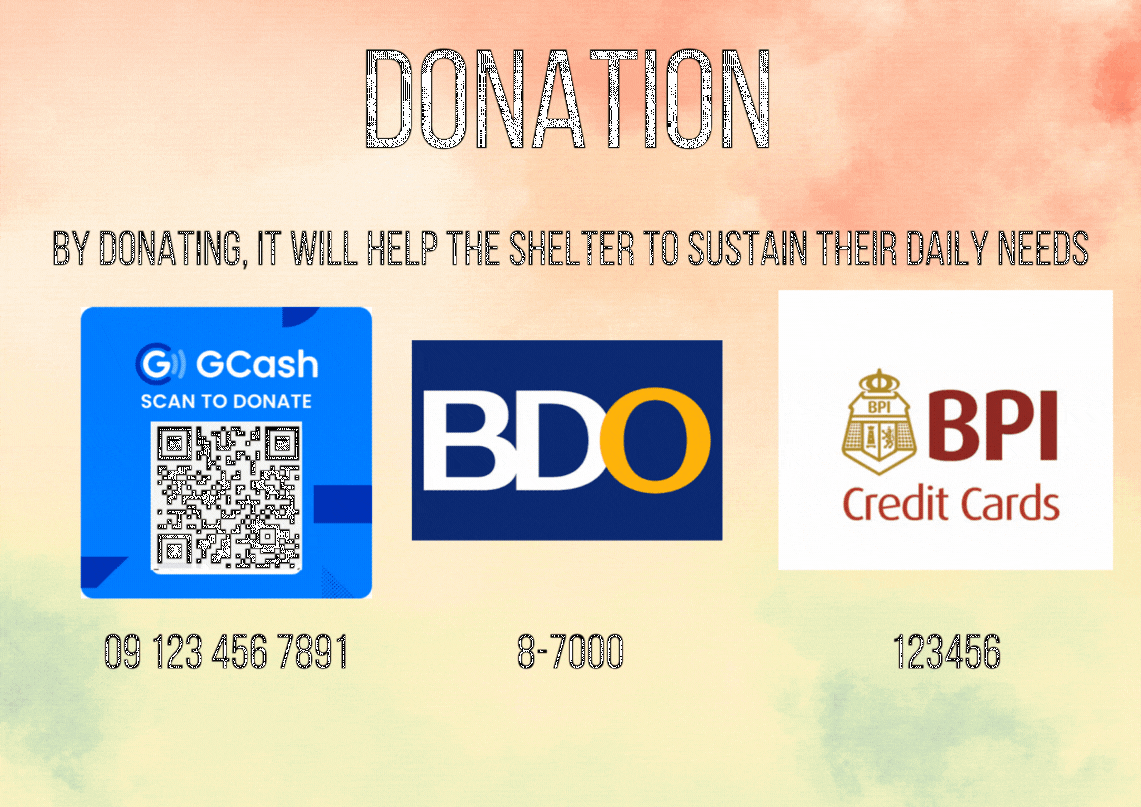 DONATION
BY DONATING, IT WILL HELP THE SHELTER TO SUSTAIN THEIR DAILY NEEDS
G GCash
SCAN TO DONATE
BDO
BPI
BPI
Credit Cards
09 123 456 7891
8-7000
123456